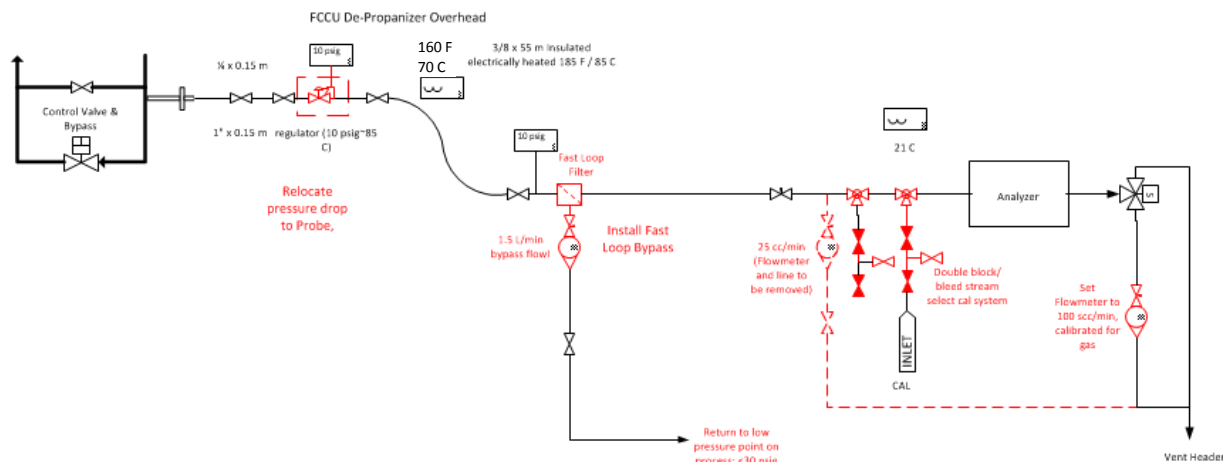 FCCU De-Propanizer Overhead
10 psig
160 F
70 C
3/8 x 55 m Insulated
electrically heated 185 F / 85 C
¼ x 0.15 m
Control Valve &
Bypass
1" x 0.15 m
regulator (10 psig~85
C)
Relocate
pressure drop
to Probe,
10 psig
Fast Loop
Filter
1.5 L/min
bypass flowl
Install Fast
Loop Bypass
21 C
Analyzer
S
25 cc/min
(Flowmeter
and line to
be removed)
Double block/
bleed stream
select cal system
INLET
CAL
Set
Flowmeter to
100 scc/min,
calibrated for
gas
Return to low
pressure point on
process: <30 psig
Vent Header